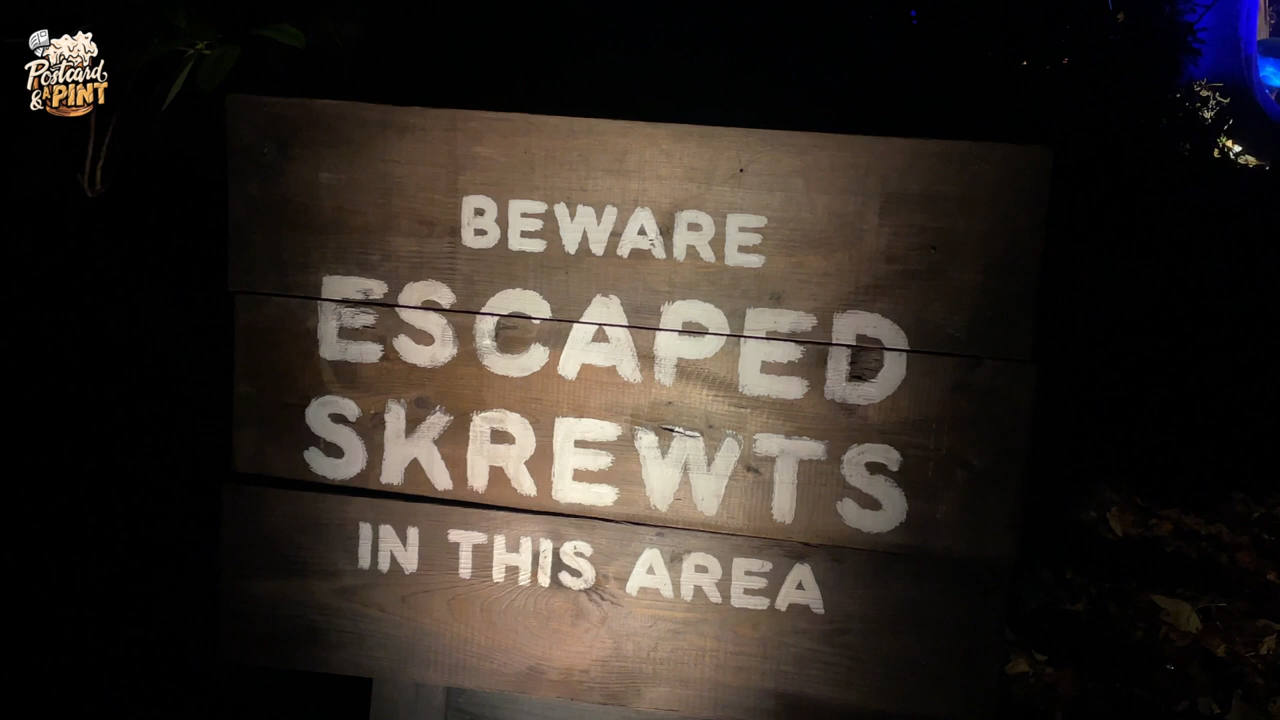 Postcard
& A PINT
BEWARE
ESCAPED
SKREWTS
IN THIS AREA